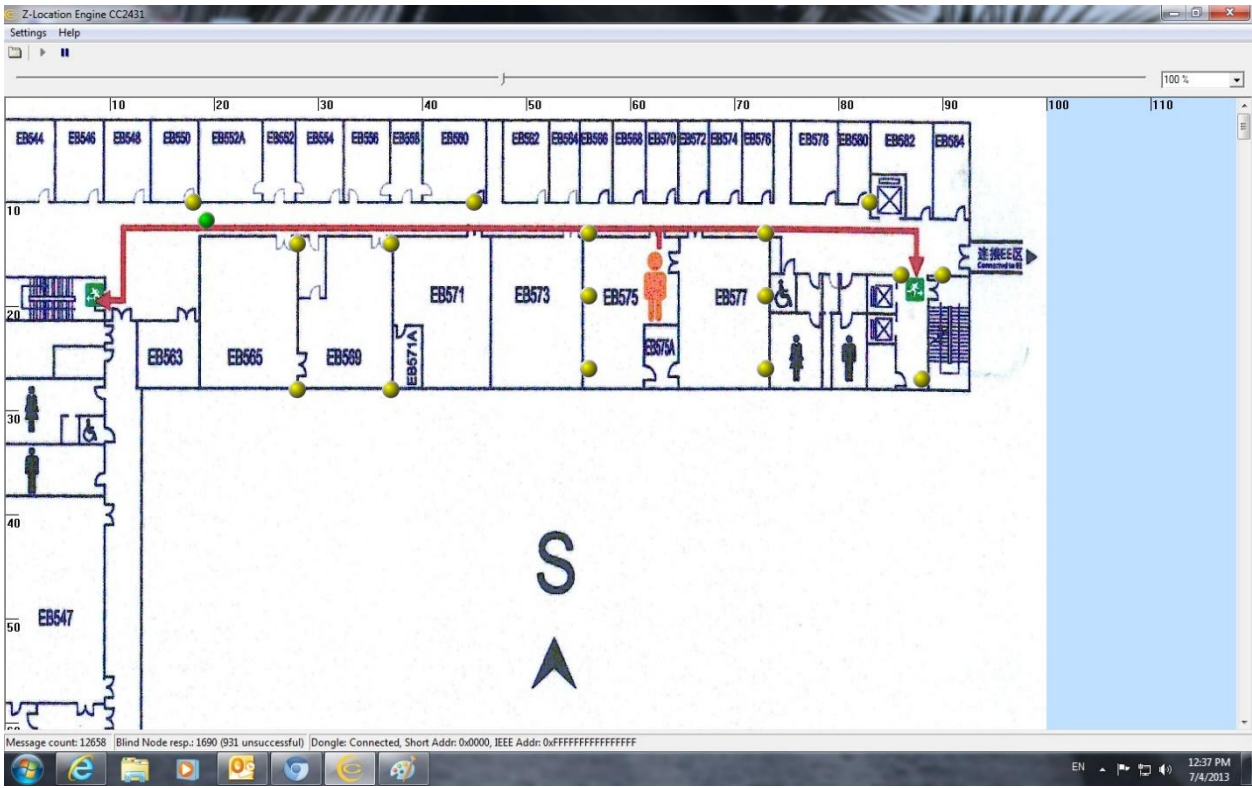 Z-Location Engine CC2431
Settings Help
100 %
10 20 30 40 50 60 70 80 90 100 110
EB544 EB546 EB548 EB550 EB552A EB552 EB554 EB556 EB558 EB560 EB562 EB564 EB566 EB568 EB570 EB572 EB574 EB576 EB578 EB580 EB582 EB584
10
连接EE区
Connected to EE
EB571 EB573 EB575 EB577
20
EB563 EB565 EB569 EB571A EB575A
30
40
S
50 EB547
60
Message count: 12658 Blind Node resp.: 1690 (931 unsuccessful) Dongle: Connected, Short Addr: 0x0000, IEEE Addr: 0xFFFFFFFFFFFFFFFF
EN 12:37 PM
7/4/2013